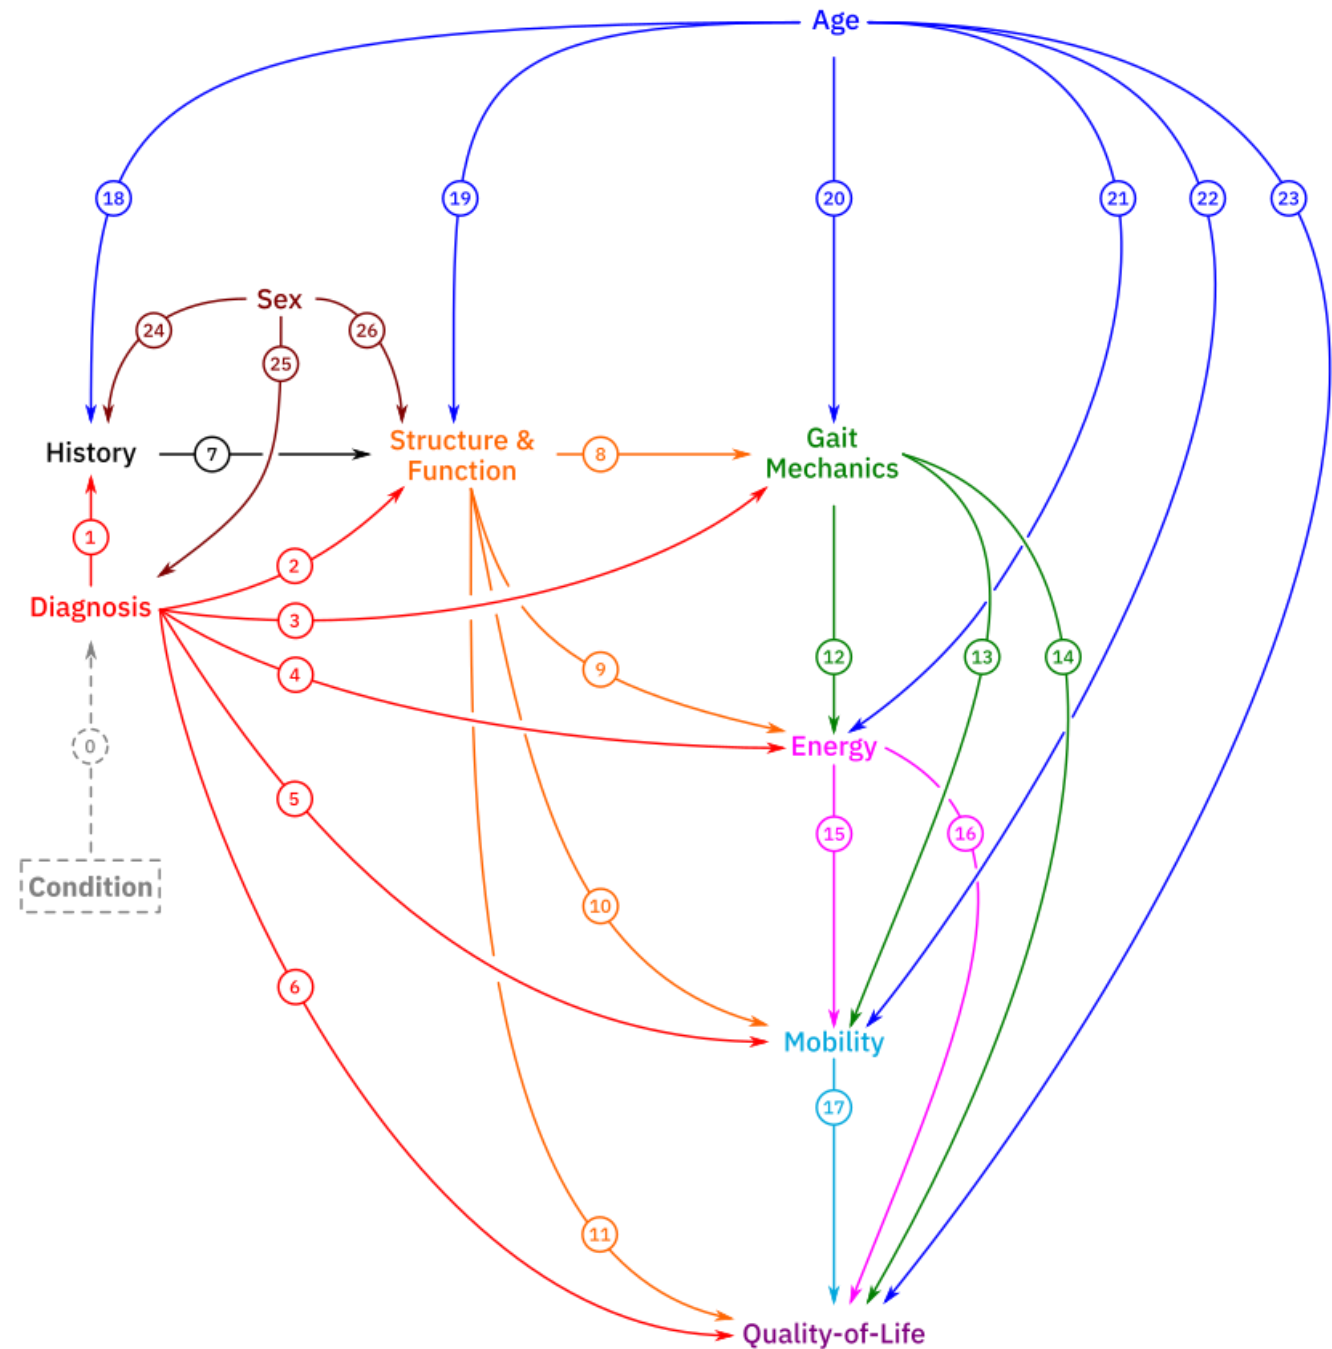 Age
18
19
20
21
22
23
Sex
24
26
25
History
7
Structure &
Function
8
Gait
Mechanics
1
2
Diagnosis
3
4
9
12
13
14
0
Energy
5
15
16
Condition
10
6
Mobility
17
11
Quality-of-Life